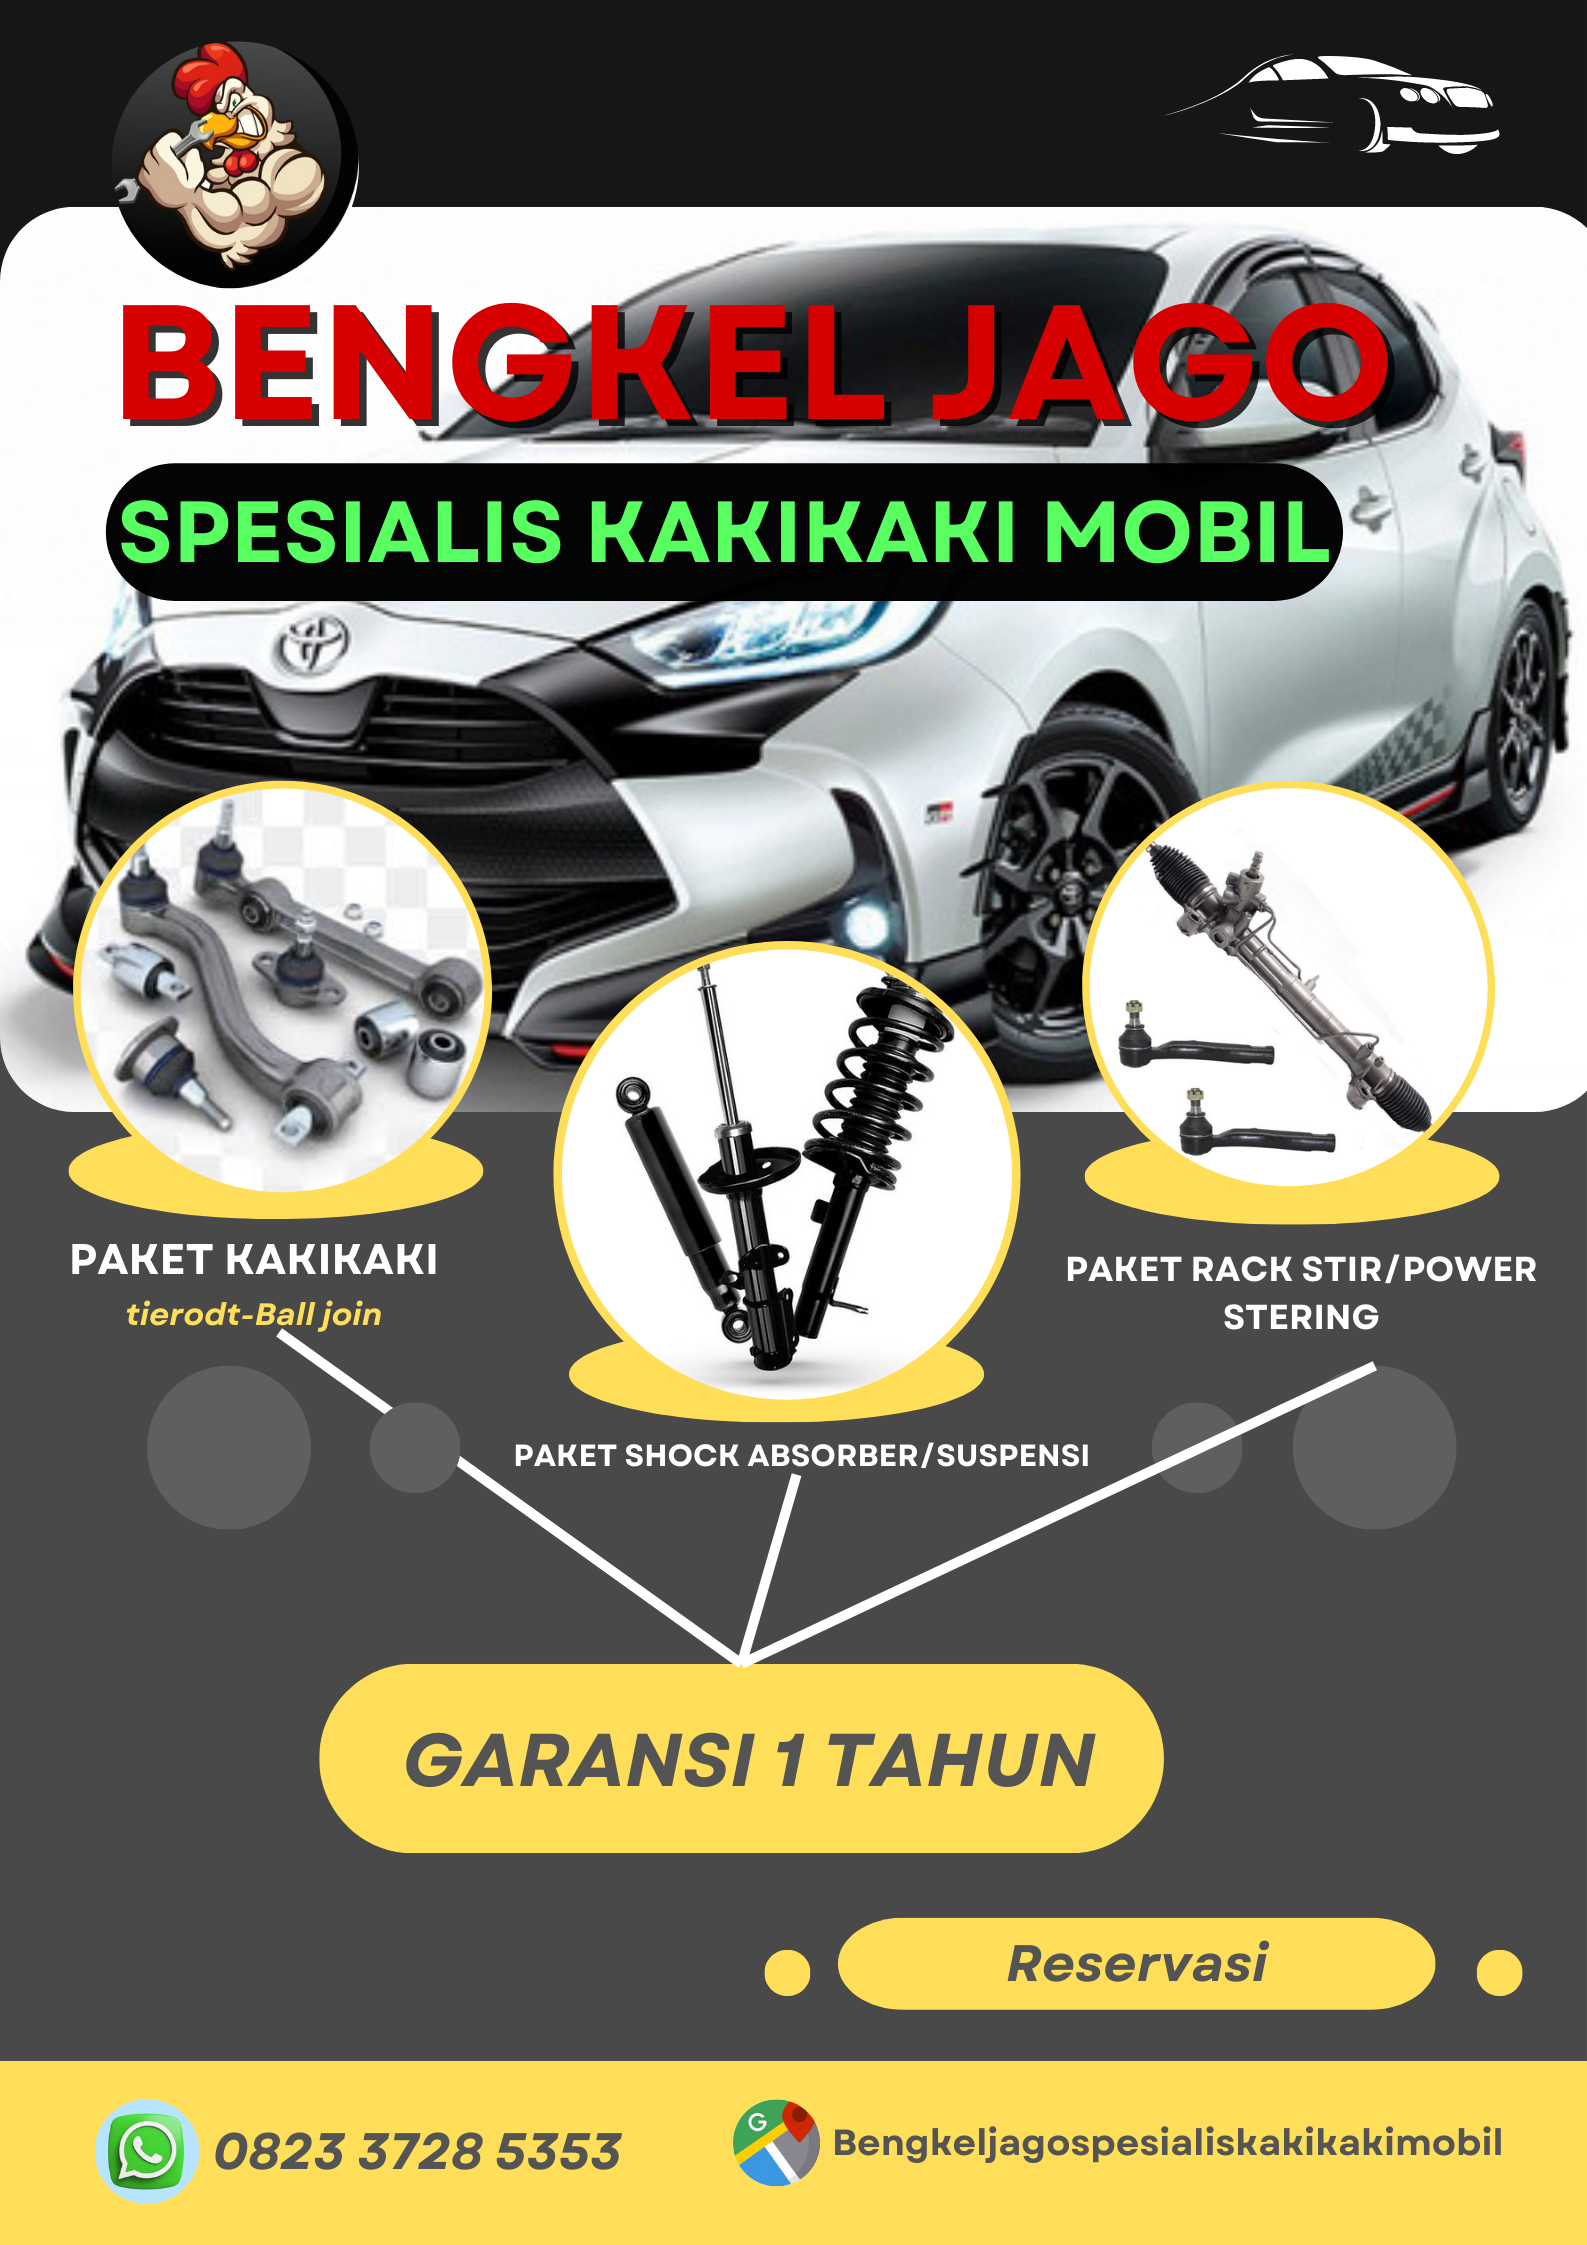 BENGKEL JAGO
SPESIALIS KAKIKAKI MOBIL
PAKET KAKIKAKI
tierodt-Ball join
PAKET SHOCK ABSORBER/SUSPENSI
PAKET RACK STIR/POWER
STERING
GARANSI 1 TAHUN
Reservasi
0823 3728 5353
G
Bengkeljagospesialiskakikakimobil